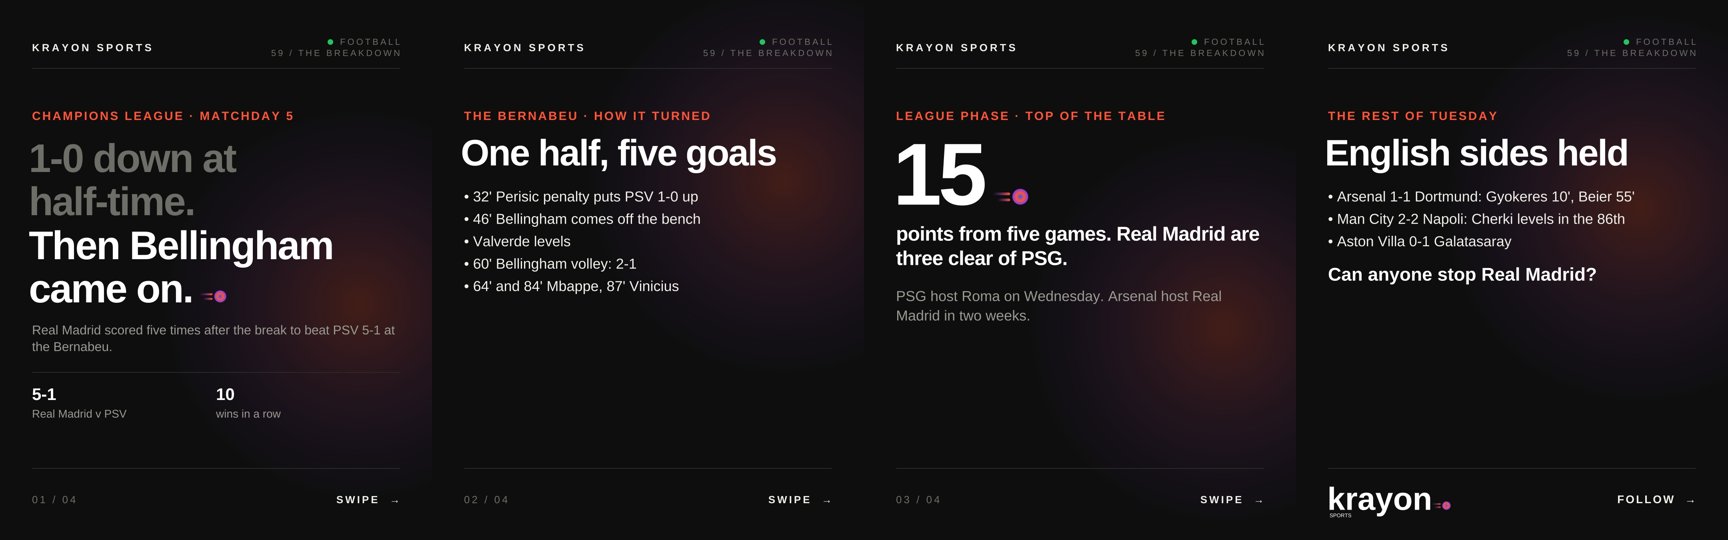 KRAYON SPORTS
FOOTBALL
59 / THE BREAKDOWN
CHAMPIONS LEAGUE · MATCHDAY 5
1-0 down at
half-time.
Then Bellingham
came on.
Real Madrid scored five times after the break to beat PSV 5-1 at
the Bernabeu.
5-1
Real Madrid v PSV
10
wins in a row
01 / 04
SWIPE →
KRAYON SPORTS
FOOTBALL
59 / THE BREAKDOWN
THE BERNABEU · HOW IT TURNED
One half, five goals
• 32' Perisic penalty puts PSV 1-0 up
• 46' Bellingham comes off the bench
• Valverde levels
• 60' Bellingham volley: 2-1
• 64' and 84' Mbappe, 87' Vinicius
02 / 04
SWIPE →
KRAYON SPORTS
FOOTBALL
59 / THE BREAKDOWN
LEAGUE PHASE · TOP OF THE TABLE
15
points from five games. Real Madrid are
three clear of PSG.
PSG host Roma on Wednesday. Arsenal host Real
Madrid in two weeks.
03 / 04
SWIPE →
KRAYON SPORTS
FOOTBALL
59 / THE BREAKDOWN
THE REST OF TUESDAY
English sides held
• Arsenal 1-1 Dortmund: Gyokeres 10', Beier 55'
• Man City 2-2 Napoli: Cherki levels in the 86th
• Aston Villa 0-1 Galatasaray
Can anyone stop Real Madrid?
krayon
SPORTS
FOLLOW →